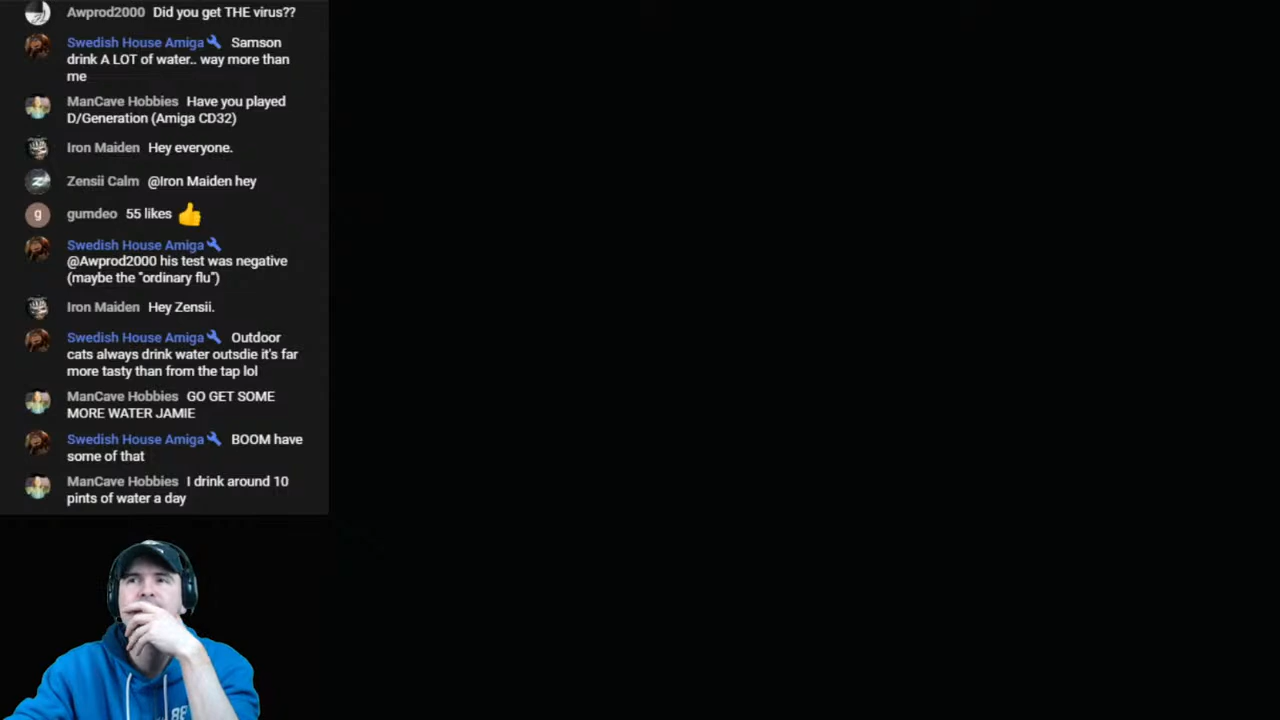 Awprod2000 Did you get THE virus??
Swedish House Amiga Samson
drink A LOT of water.. way more than
me
ManCave Hobbies Have you played
D/Generation (Amiga CD32)
Iron Maiden Hey everyone.
Zensii Calm @Iron Maiden hey
g gumdeo 55 likes 👍
Swedish House Amiga
@Awprod2000 his test was negative
(maybe the "ordinary flu")
Iron Maiden Hey Zensii.
Swedish House Amiga Outdoor
cats always drink water outsdie it's far
more tasty than from the tap lol
ManCave Hobbies GO GET SOME
MORE WATER JAMIE
Swedish House Amiga BOOM have
some of that
ManCave Hobbies I drink around 10
pints of water a day